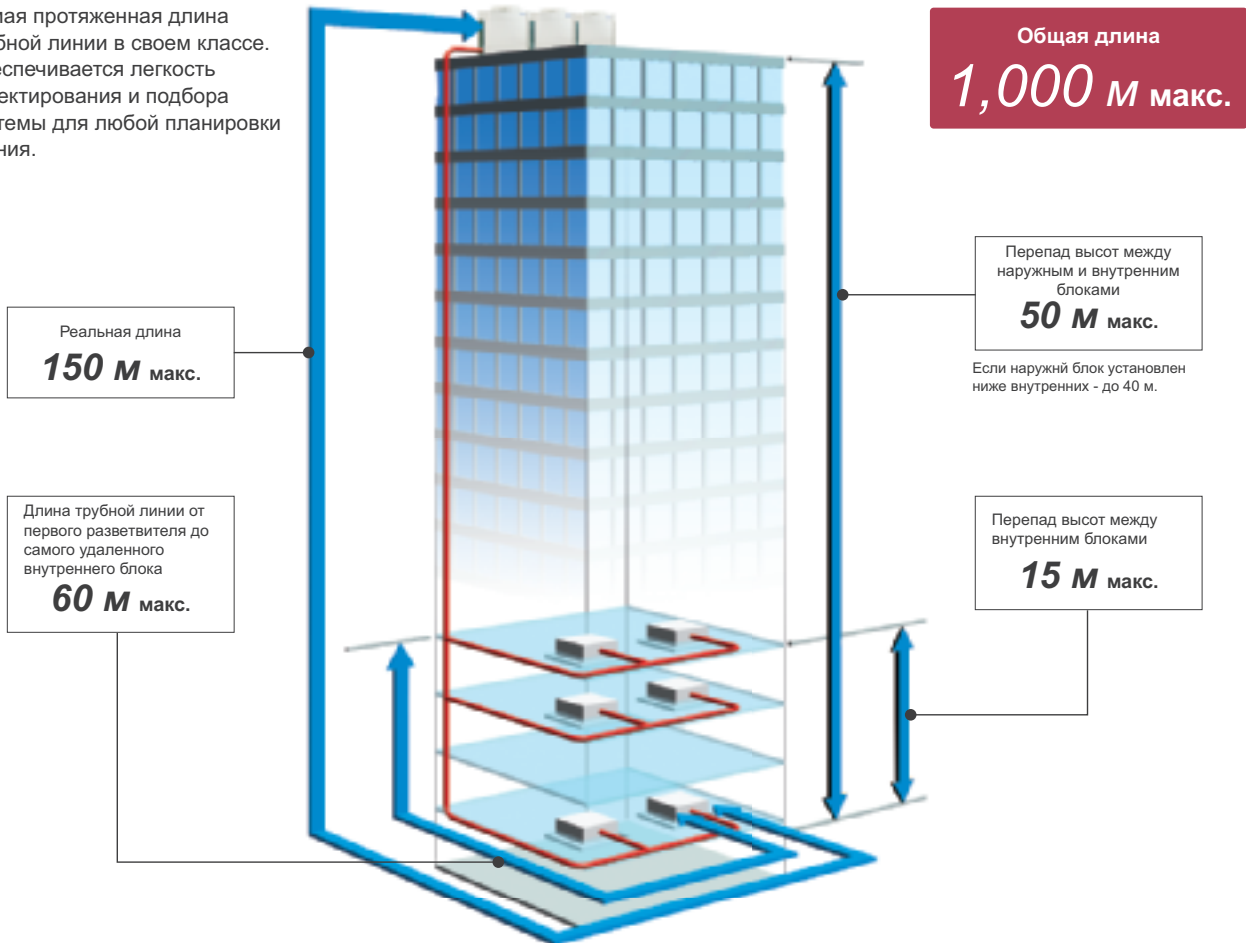 мая протяженная длина
бной линии в своем классе.
еспечивается легкость
ектирования и подбора
темы для любой планировки
ния.
Общая длина
1,000 м макс.
Перепад высот между
наружным и внутренним
блоками
50 м макс.
Если наружнй блок установлен
ниже внутренних - до 40 м.
Реальная длина
150 м макс.
Длина трубной линии от
первого разветвителя до
самого удаленного
внутреннего блока
60 м макс.
Перепад высот между
внутренним блоками
15 м макс.